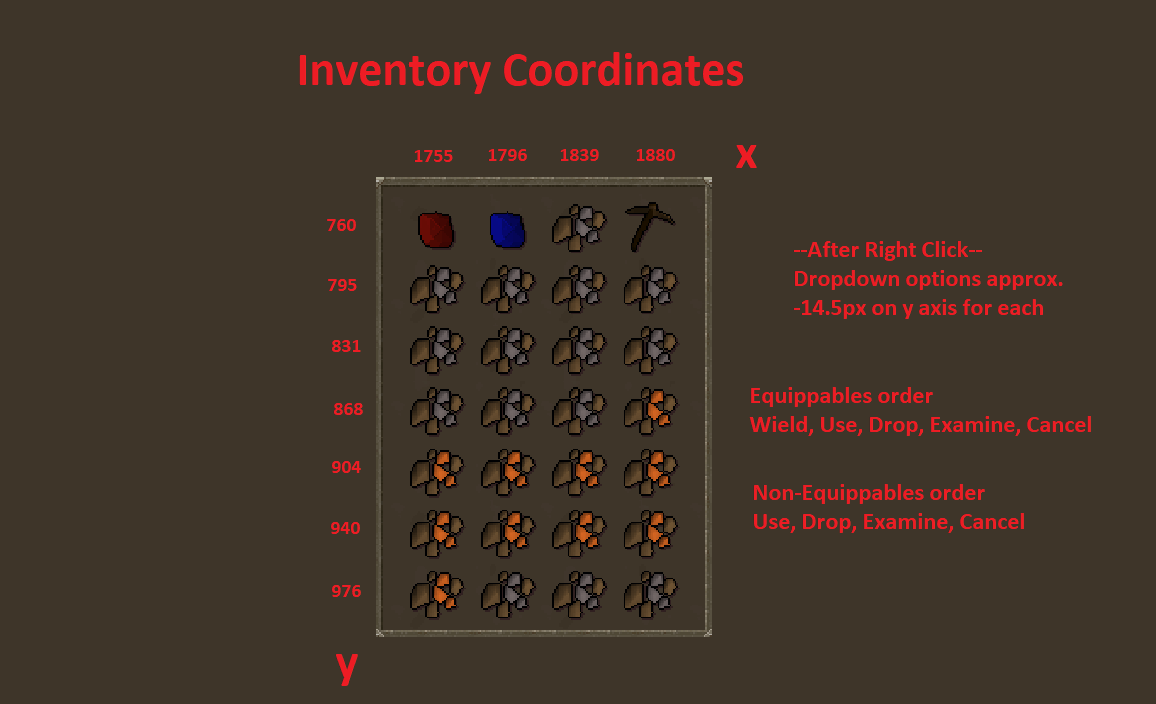 Inventory Coordinates
1755 1796 1839 1880 x
760
795
831
868
904
940
976
y
--After Right Click--
Dropdown options approx.
-14.5px on y axis for each
Equippables order
Wield, Use, Drop, Examine, Cancel
Non-Equippables order
Use, Drop, Examine, Cancel